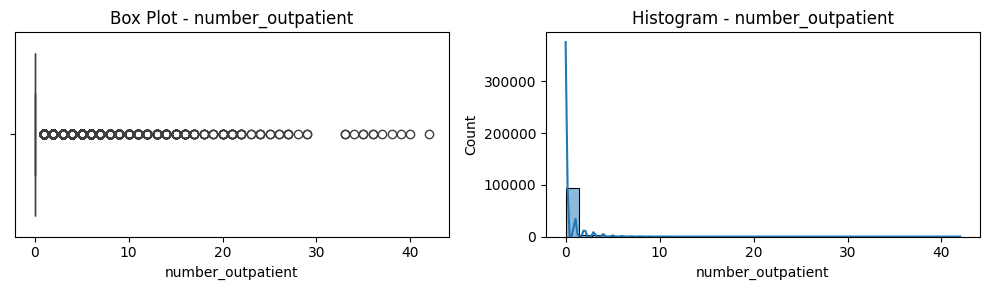 Box Plot - number_outpatient
0 10 20 30 40
number_outpatient
Histogram - number_outpatient
Count
300000
200000
100000
0
0 10 20 30 40
number_outpatient